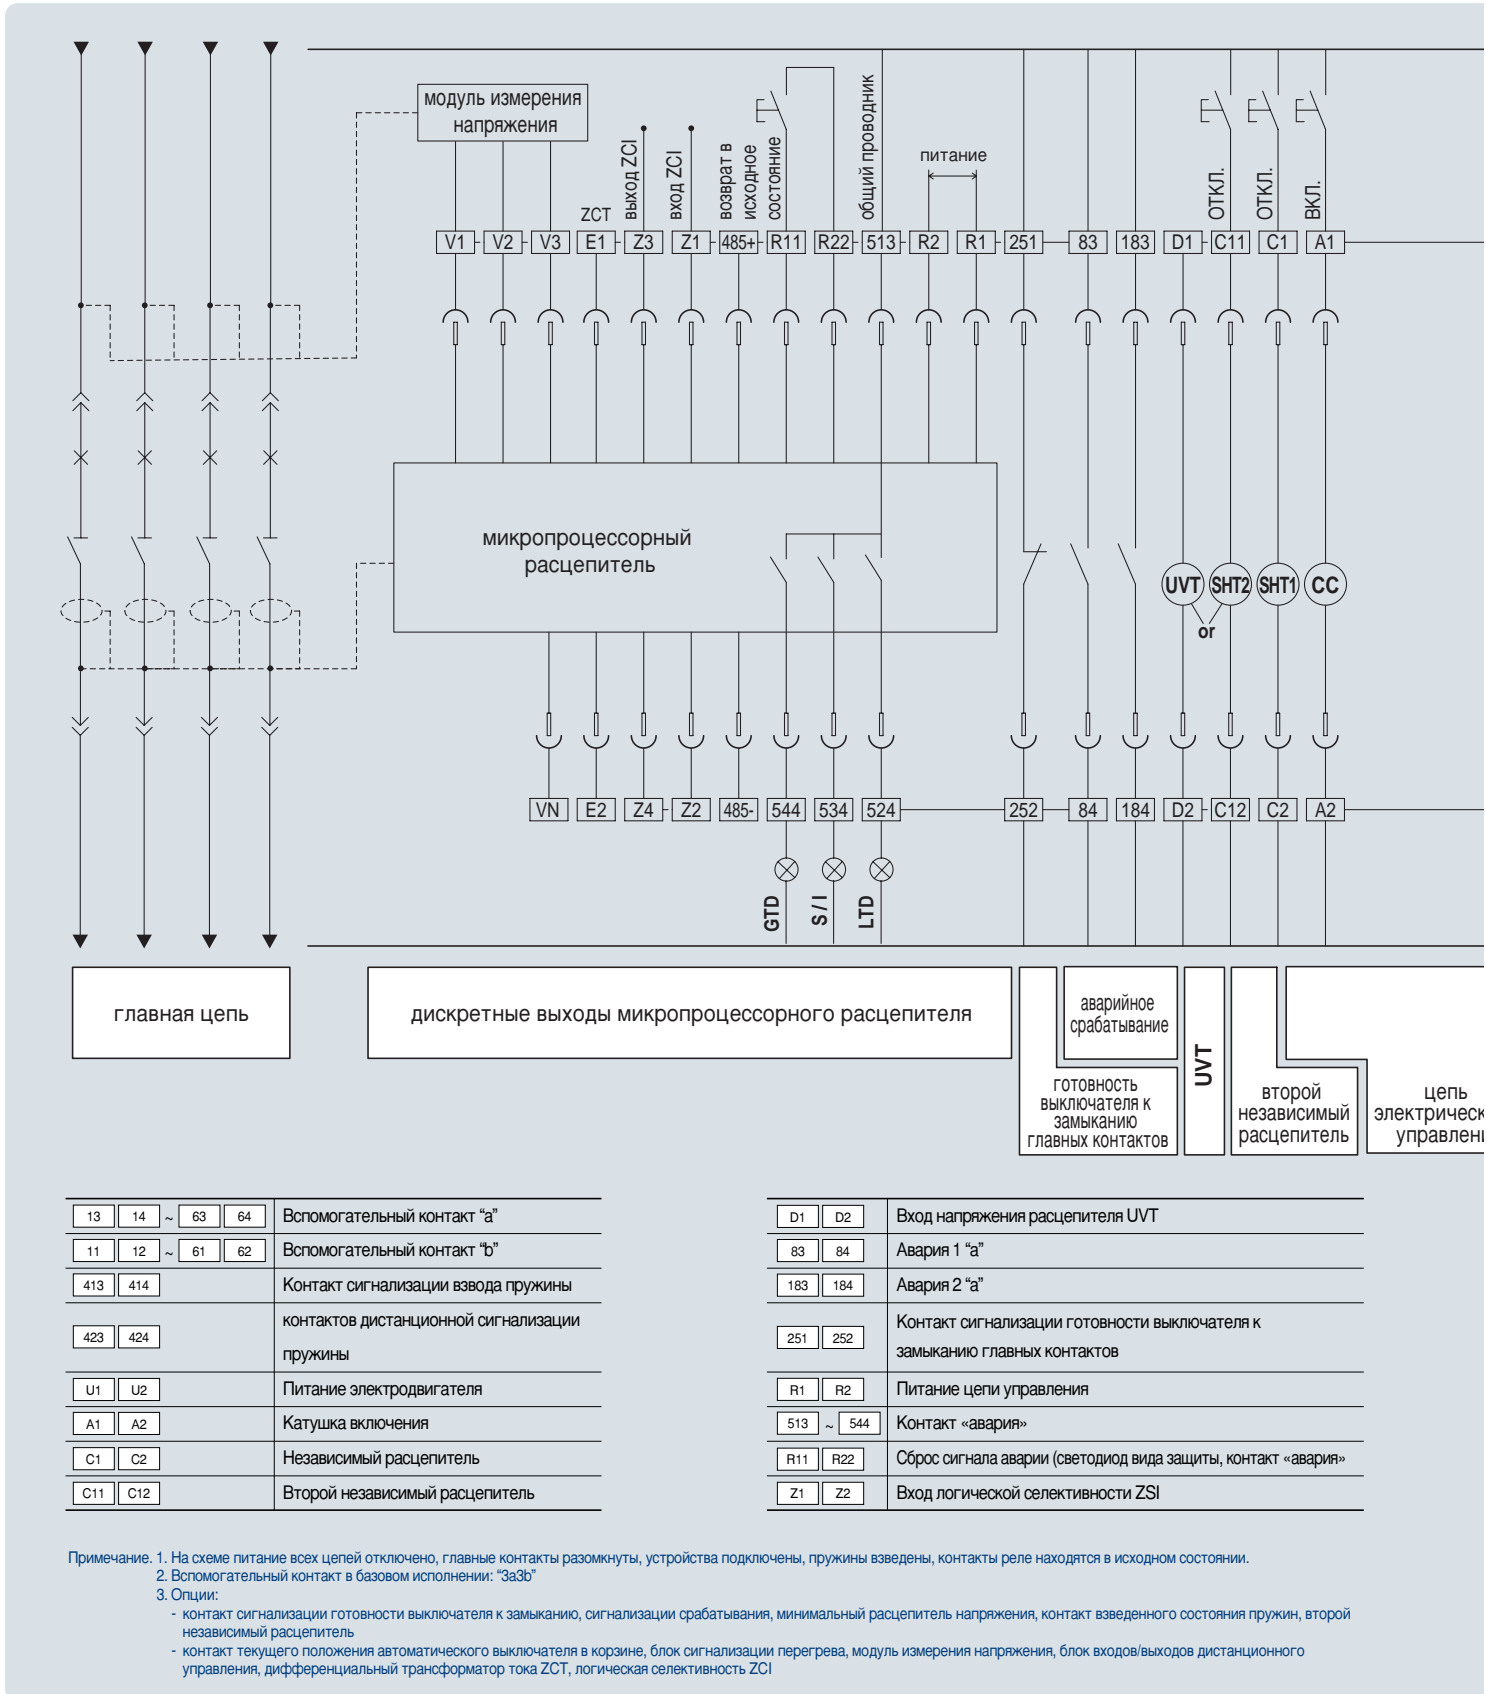 модуль измерения
напряжения
ZCT
выход ZCI
вход ZCI
возврат в
исходное
состояние
общий проводник
питание
ОТКЛ.
ОТКЛ.
ВКЛ.
V1 V2 V3 E1 Z3 Z1 485+ R11 R22 513 R2 R1 251 83 183 D1 C11 C1 A1
микропроцессорный
расцепитель
UVT SHT2 SHT1 CC
or
VN E2 Z4 Z2 485- 544 534 524 252 84 184 D2 C12 C2 A2
GTD
S / I
LTD
главная цепь
дискретные выходы микропроцессорного расцепителя
аварийное
срабатывание
готовность
выключателя к
замыканию
главных контактов
UVT
второй
независимый
расцепитель
цепь
электрическ
управлени
13 14 ~ 63 64 Вспомогательный контакт “a”
11 12 ~ 61 62 Вспомогательный контакт “b”
413 414 Контакт сигнализации взвода пружины
423 424 контактов дистанционной сигнализации
пружины
U1 U2 Питание электродвигателя
A1 A2 Катушка включения
C1 C2 Независимый расцепитель
C11 C12 Второй независимый расцепитель
D1 D2 Вход напряжения расцепителя UVT
83 84 Авария 1 “a”
183 184 Авария 2 “a”
251 252 Контакт сигнализации готовности выключателя к
замыканию главных контактов
R1 R2 Питание цепи управления
513 ~ 544 Контакт «авария»
R11 R22 Сброс сигнала аварии (светодиод вида защиты, контакт «авария»
Z1 Z2 Вход логической селективности ZSI
Примечание. 1. На схеме питание всех цепей отключено, главные контакты разомкнуты, устройства подключены, пружины взведены, контакты реле находятся в исходном состоянии.
2. Вспомогательный контакт в базовом исполнении: “3a3b”
3. Опции:
- контакт сигнализации готовности выключателя к замыканию, сигнализации срабатывания, минимальный расцепитель напряжения, контакт взведенного состояния пружин, второй
независимый расцепитель
- контакт текущего положения автоматического выключателя в корзине, блок сигнализации перегрева, модуль измерения напряжения, блок входов/выходов дистанционного
управления, дифференциальный трансформатор тока ZCT, логическая селективность ZCI